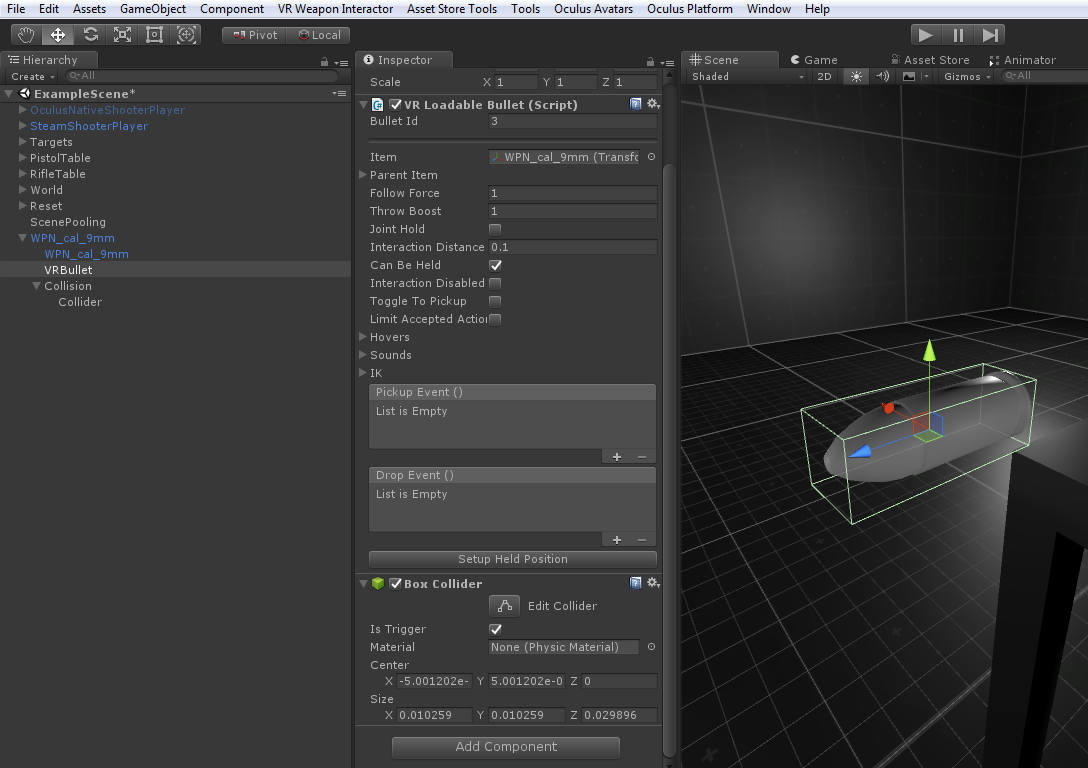 File Edit Assets GameObject Component VR Weapon Interactor Asset Store Tools Tools Oculus Avatars Oculus Platform Window Help
Pivot Local
Hierarchy
Create All
ExampleScene*
OculusNativeShooterPlayer
SteamShooterPlayer
Targets
PistolTable
RifleTable
World
Reset
ScenePooling
WPN_cal_9mm
WPN_cal_9mm
VRBullet
Collision
Collider
Inspector
Scale X 1 Y 1 Z 1
VR Loadable Bullet (Script)
Bullet Id 3
Item WPN_cal_9mm (Transfo
Parent Item
Follow Force 1
Throw Boost 1
Joint Hold
Interaction Distance 0.1
Can Be Held
Interaction Disabled
Toggle To Pickup
Limit Accepted Action
Hovers
Sounds
IK
Pickup Event ()
List is Empty
+ −
Drop Event ()
List is Empty
+ −
Setup Held Position
Box Collider
Edit Collider
Is Trigger
Material None (Physic Material)
Center
X -5.001202e- Y 5.001202e-0 Z 0
Size
X 0.010259 Y 0.010259 Z 0.029896
Add Component
Scene Game Asset Store Animator
Shaded 2D Gizmos All